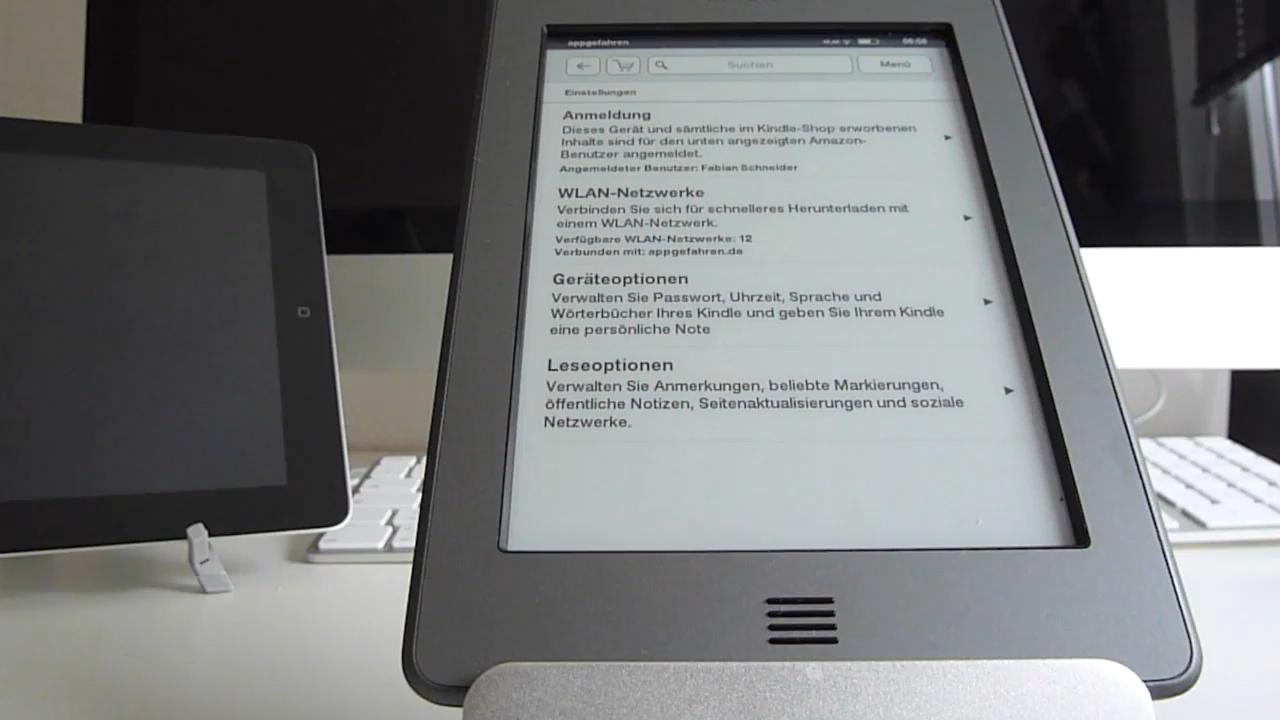 appgefahren
Suchen
Menü
Einstellungen
Anmeldung
Dieses Gerät und sämtliche im Kindle-Shop erworbenen
Inhalte sind für den unten angezeigten Amazon-
Benutzer angemeldet.
Angemeldeter Benutzer: Fabian Schneider
WLAN-Netzwerke
Verbinden Sie sich für schnelleres Herunterladen mit
einem WLAN-Netzwerk.
Verfügbare WLAN-Netzwerke: 12
Verbunden mit: appgefahren.de
Geräteoptionen
Verwalten Sie Passwort, Uhrzeit, Sprache und
Wörterbücher Ihres Kindle und geben Sie Ihrem Kindle
eine persönliche Note
Leseoptionen
Verwalten Sie Anmerkungen, beliebte Markierungen,
öffentliche Notizen, Seitenaktualisierungen und soziale
Netzwerke.